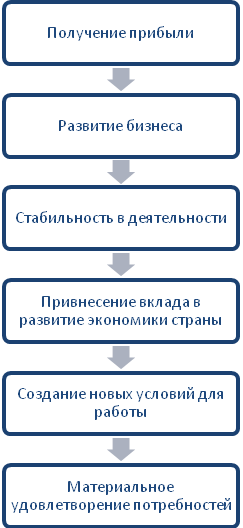 Получение прибыли
Развитие бизнеса
Стабильность в деятельности
Привнесение вклада в
развитие экономики страны
Создание новых условий для
работы
Материальное
удовлетворение потребностей